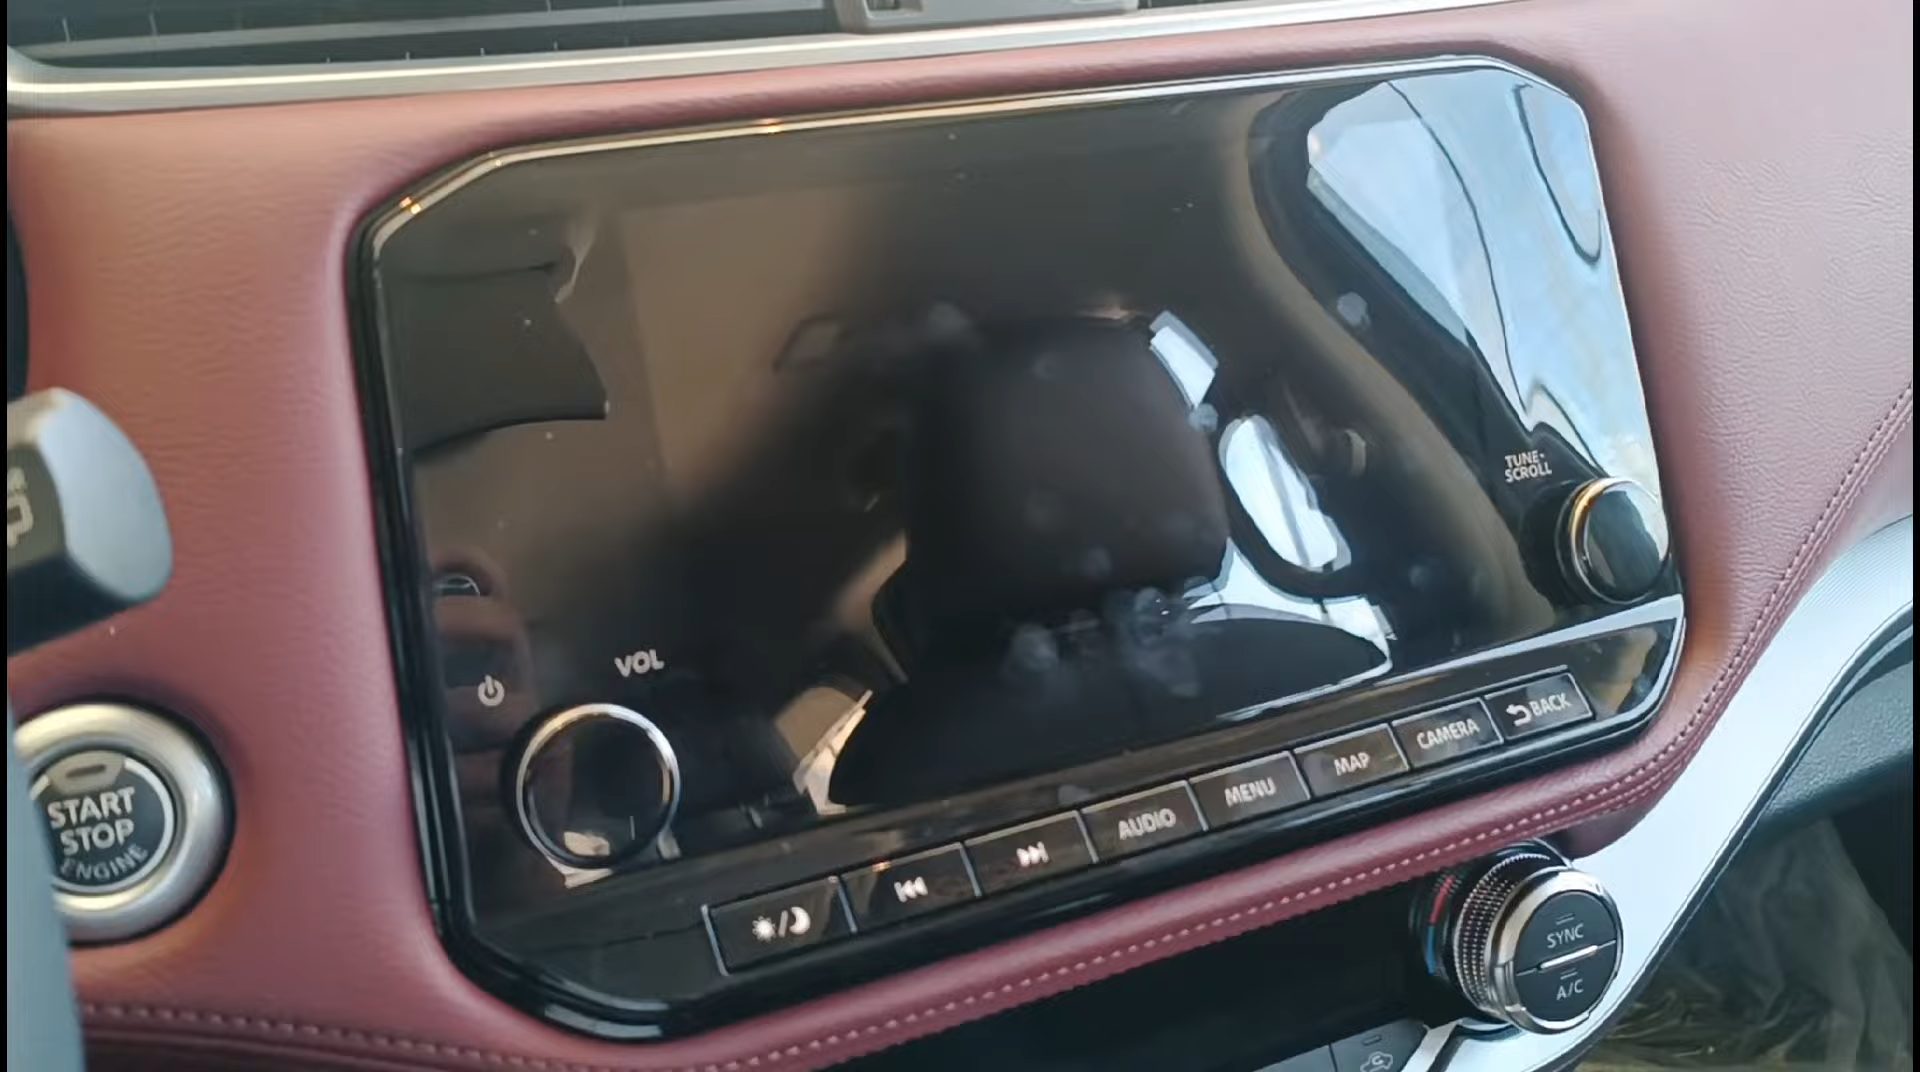 TUNE-
SCROLL
VOL
START
STOP
ENGINE
AUDIO
MENU
MAP
CAMERA
BACK
SYNC
A/C